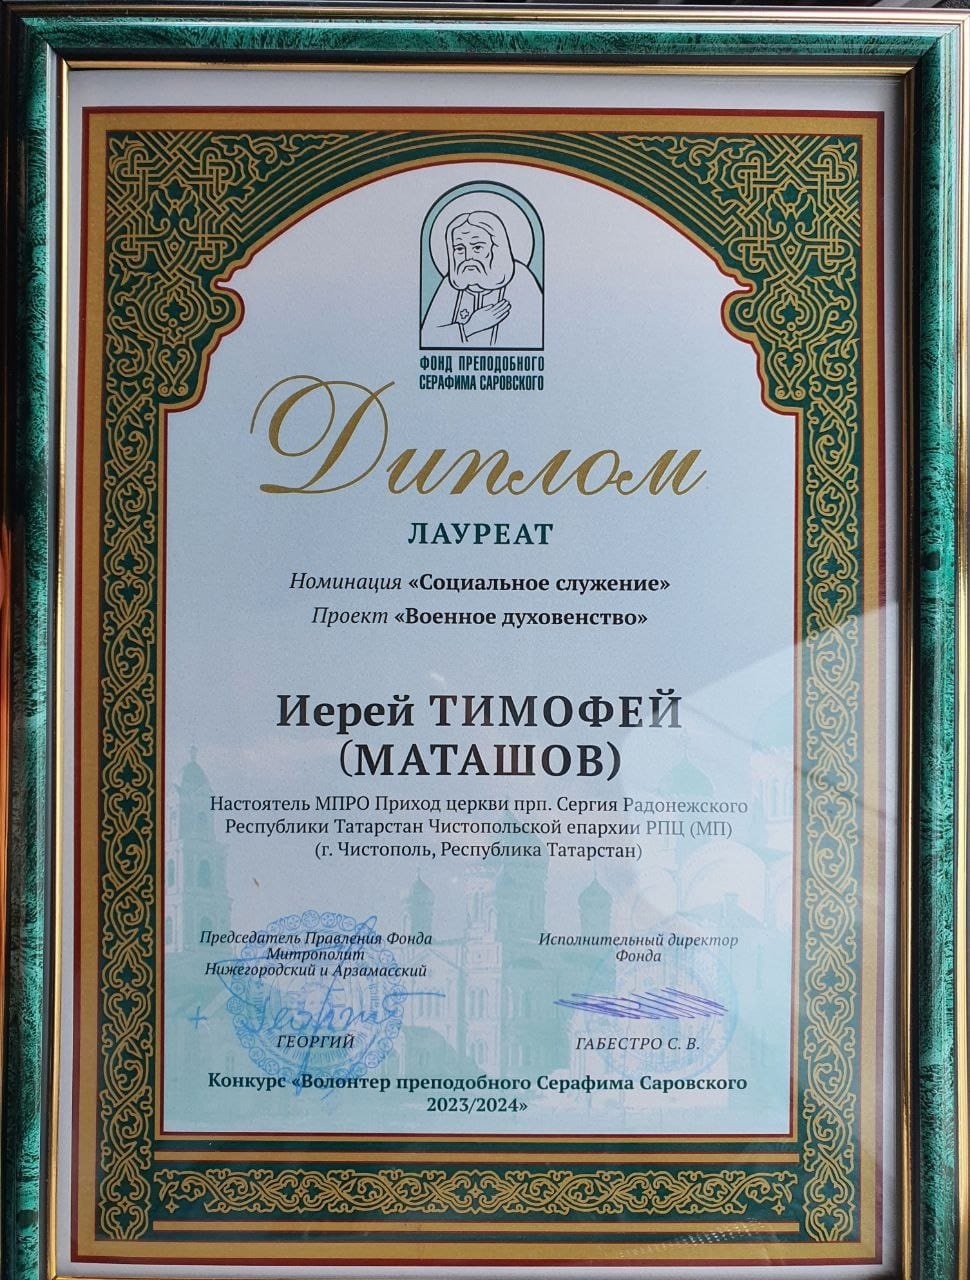 ФОНД ПРЕПОДОБНОГО
СЕРАФИМА САРОВСКОГО
Диплом
ЛАУРЕАТ
Номинация «Социальное служение»
Проект «Военное духовенство»
Иерей ТИМОФЕЙ
(МАТАШОВ)
Настоятель МПРО Приход церкви прп. Сергия Радонежского
Республики Татарстан Чистопольской епархии РПЦ (МП)
(г. Чистополь, Республика Татарстан)
Председатель Правления Фонда
Митрополит
Нижегородский и Арзамасский
+ Георгий
ГЕОРГИЙ
Исполнительный директор
Фонда
ГАБЕСТРО С. В.
Конкурс «Волонтер преподобного Серафима Саровского
2023/2024»